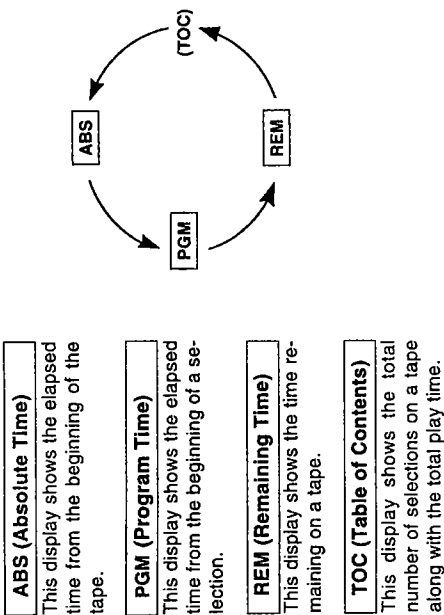 ABS (Absolute Time)
This display shows the elapsed
time from the beginning of the
tape.
PGM (Program Time)
This display shows the elapsed
time from the beginning of a se-
lection.
REM (Remaining Time)
This display shows the time re-
maining on a tape.
TOC (Table of Contents)
This display shows the total
number of selections on a tape
along with the total play time.
ABS
(TOC)
PGM
REM